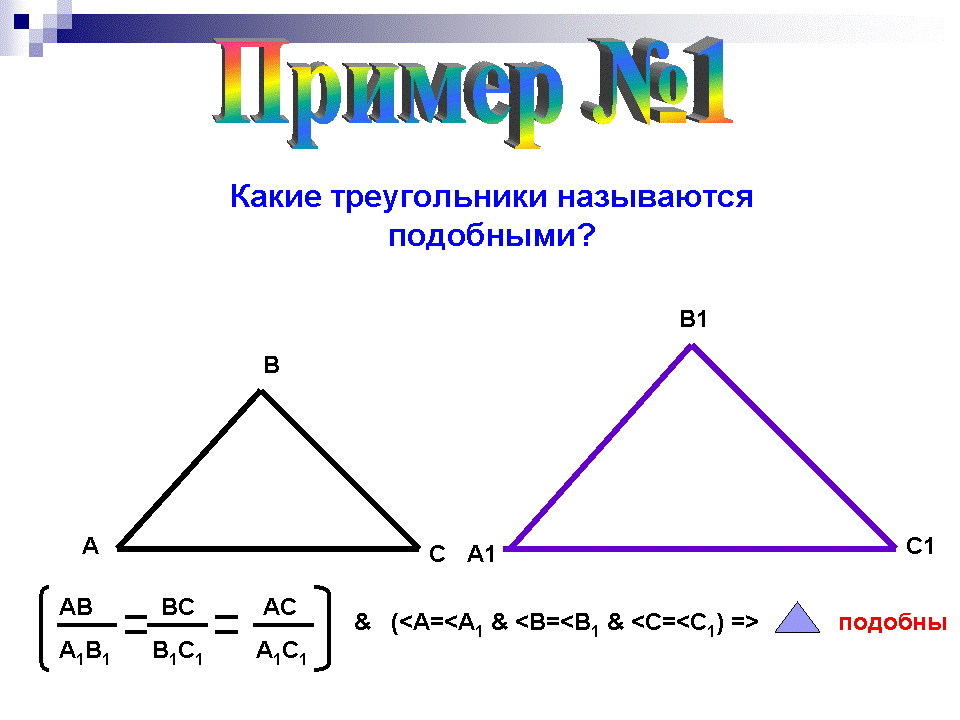 Пример №1
Какие треугольники называются
подобными?
B1
B
A
C
A1
C1
AB BC AC
A1B1 = B1C1 = A1C1
& (<A=<A1 & <B=<B1 & <C=<C1) => подобны